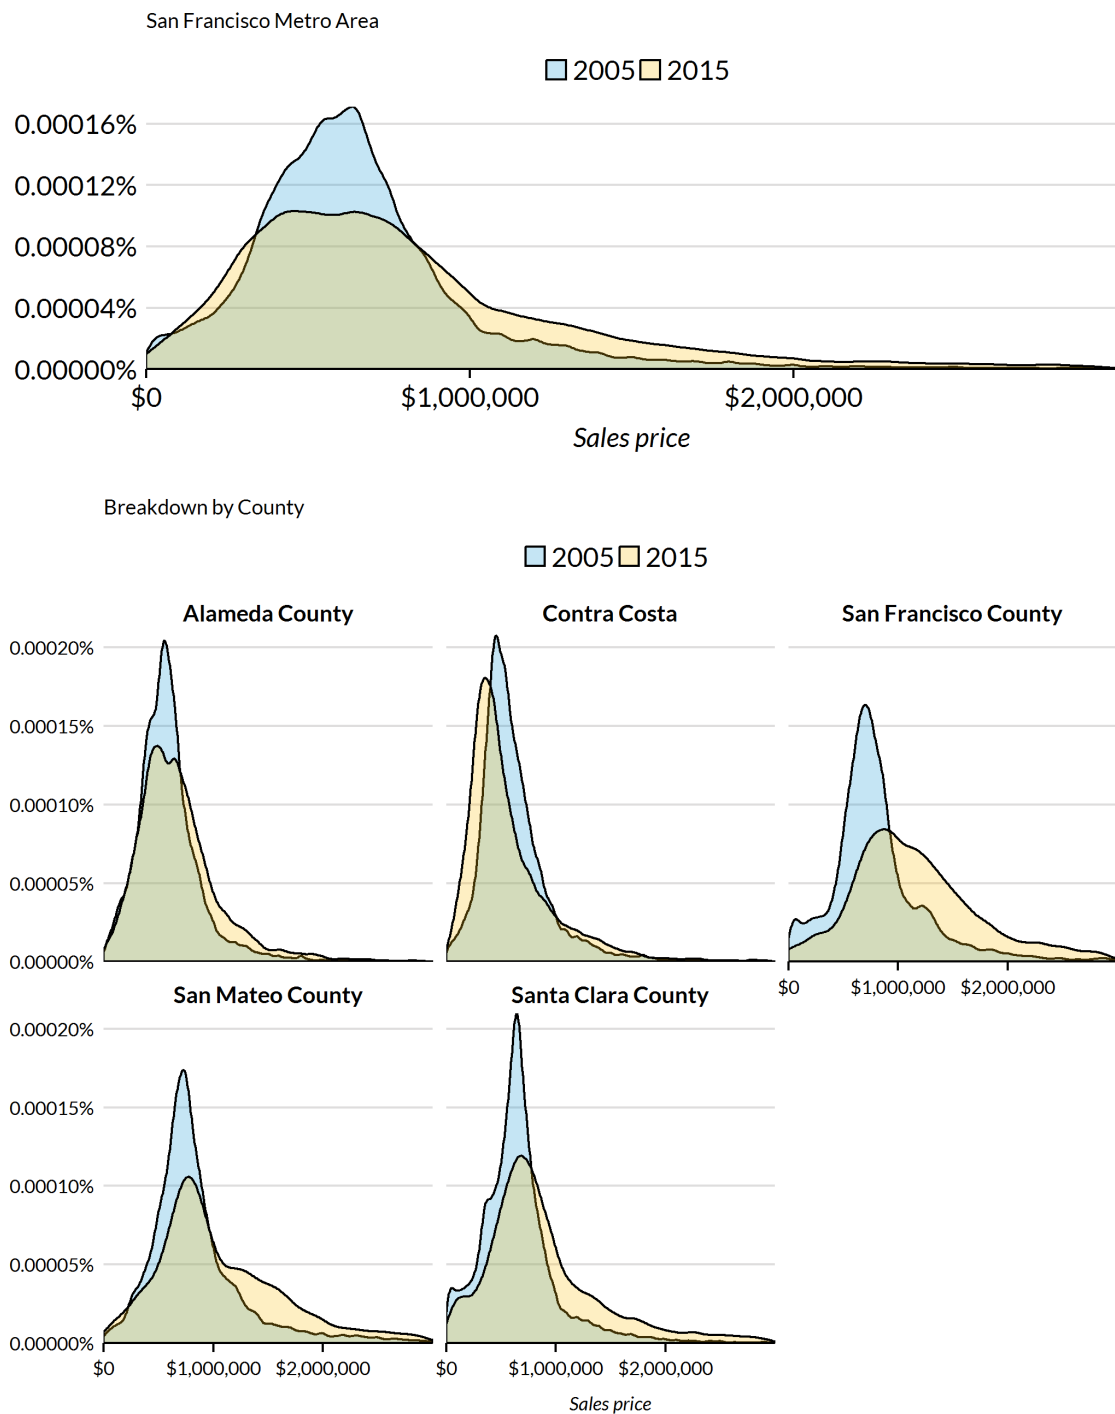 San Francisco Metro Area
2005 2015
0.00016%
0.00012%
0.00008%
0.00004%
0.00000%
$0 $1,000,000 $2,000,000
Sales price
Breakdown by County
2005 2015
Alameda County Contra Costa San Francisco County
0.00020%
0.00015%
0.00010%
0.00005%
0.00000%
$0 $1,000,000 $2,000,000
San Mateo County Santa Clara County
0.00020%
0.00015%
0.00010%
0.00005%
0.00000%
$0 $1,000,000 $2,000,000 $0 $1,000,000 $2,000,000
Sales price